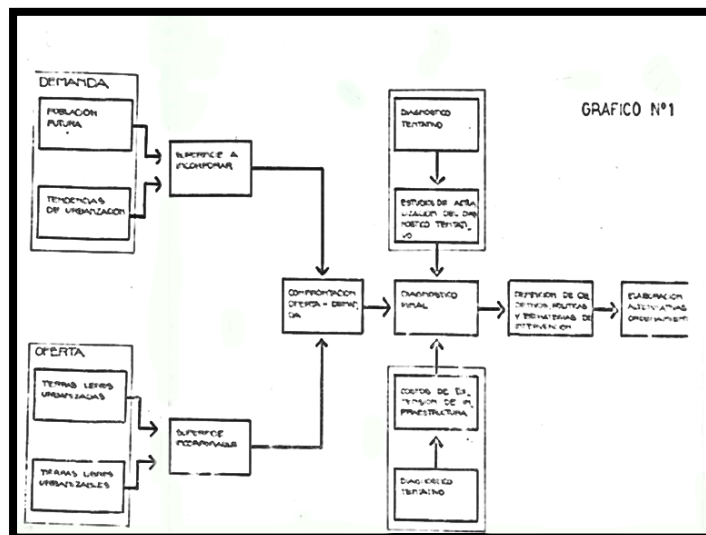 GRAFICO Nº1
DEMANDA
POBLACION
FUTURA
TENDENCIAS
DE URBANIZACION
SUPERFICIE A
INCORPORAR
DIAGNOSTICO
TENTATIVO
ESTUDIOS DE ACTUA
LIZACION DEL DIAG
NOSTICO TENTATI
VO
CONFRONTACION
OFERTA - DEMAN
DA
DIAGNOSTICO
FINAL
DEFINICION DE OB
JETIVOS, POLITICAS
Y ESTRATEGIAS DE
INTERVENCION
ELABORACION
ALTERNATIVAS
ORDENAMIENT
OFERTA
TIERRAS LIBRES
URBANIZADAS
TIERRAS LIBRES
URBANIZABLES
SUPERFICIE
INCORPORABLE
COSTOS DE EX
TENSION DE IN
FRAESTRUCTURA
DIAGNOSTICO
TENTATIVO